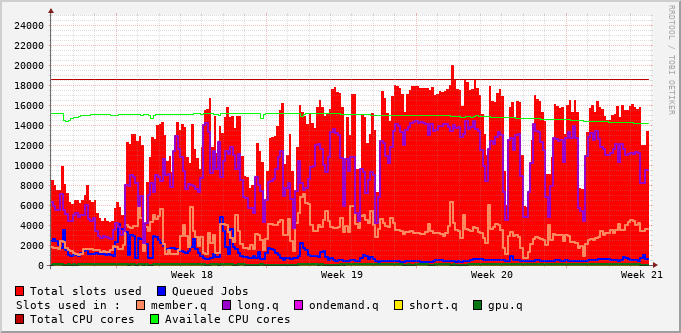 24000
22000
20000
18000
16000
14000
12000
10000
8000
6000
4000
2000
0
Week 18 Week 19 Week 20 Week 21
Total slots used Queued Jobs
Slots used in : member.q long.q ondemand.q short.q gpu.q
Total CPU cores Availale CPU cores
RRDTOOL / TOBI OETIKER